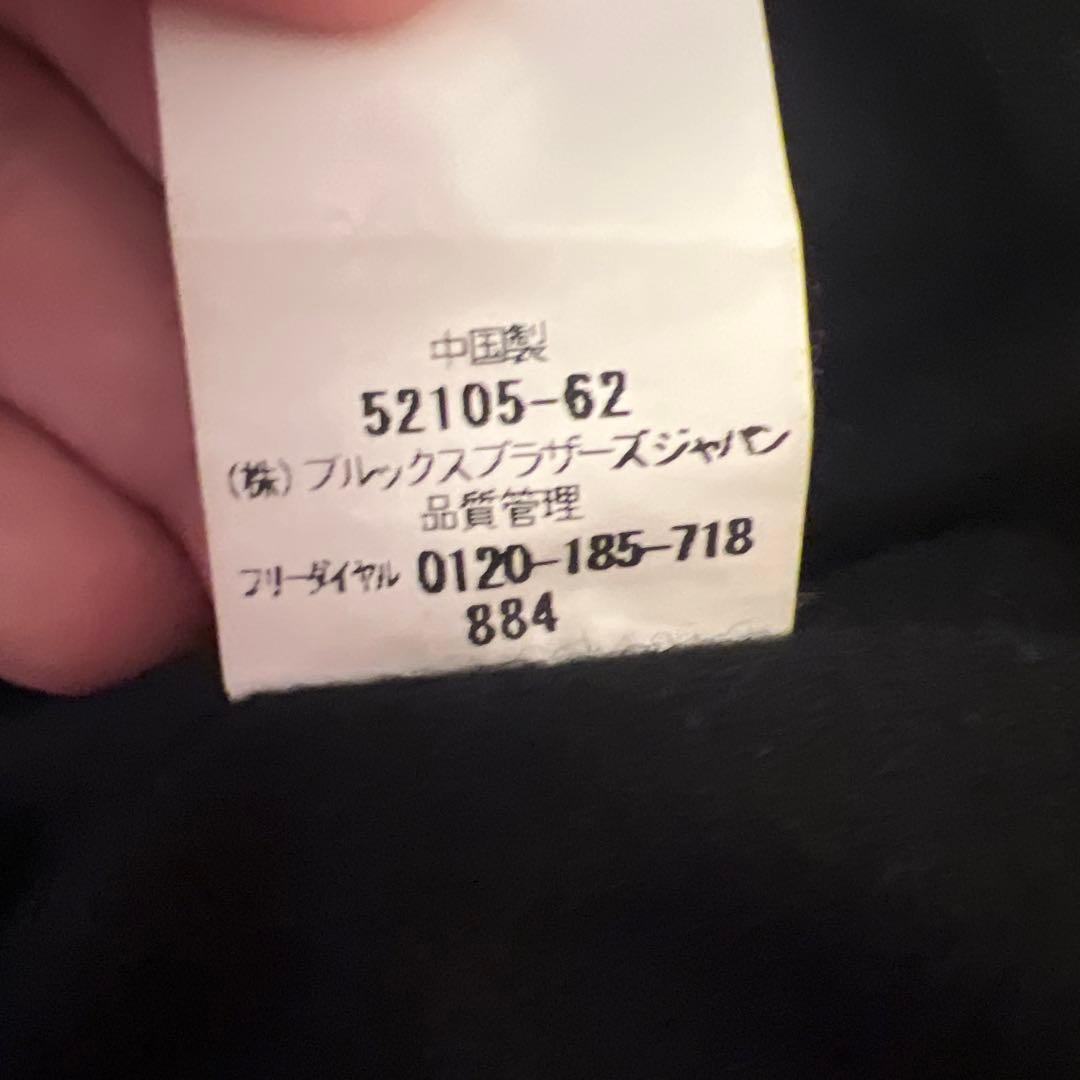 中国製
52105-62
(株)ブルックスブラザーズジャパン
品質管理
フリーダイヤル 0120-185-718
884